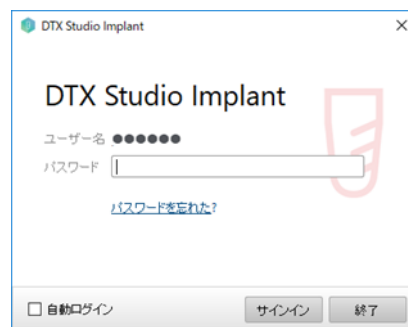 DTX Studio Implant
DTX Studio Implant
ユーザー名 ●●●●●●
パスワード
パスワードを忘れた?
自動ログイン
サインイン
終了